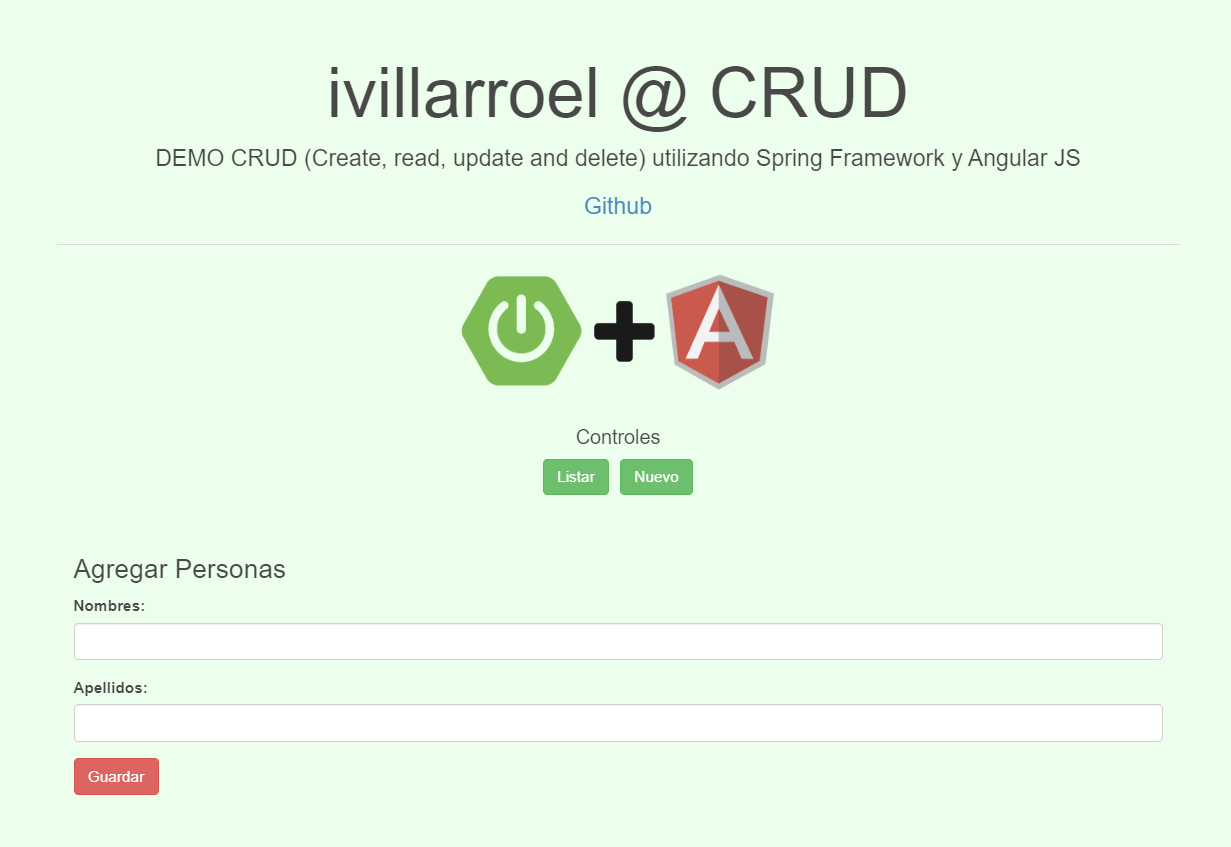 ivillarroel @ CRUD
DEMO CRUD (Create, read, update and delete) utilizando Spring Framework y Angular JS
Github
A
Controles
Listar Nuevo
Agregar Personas
Nombres:
Apellidos:
Guardar